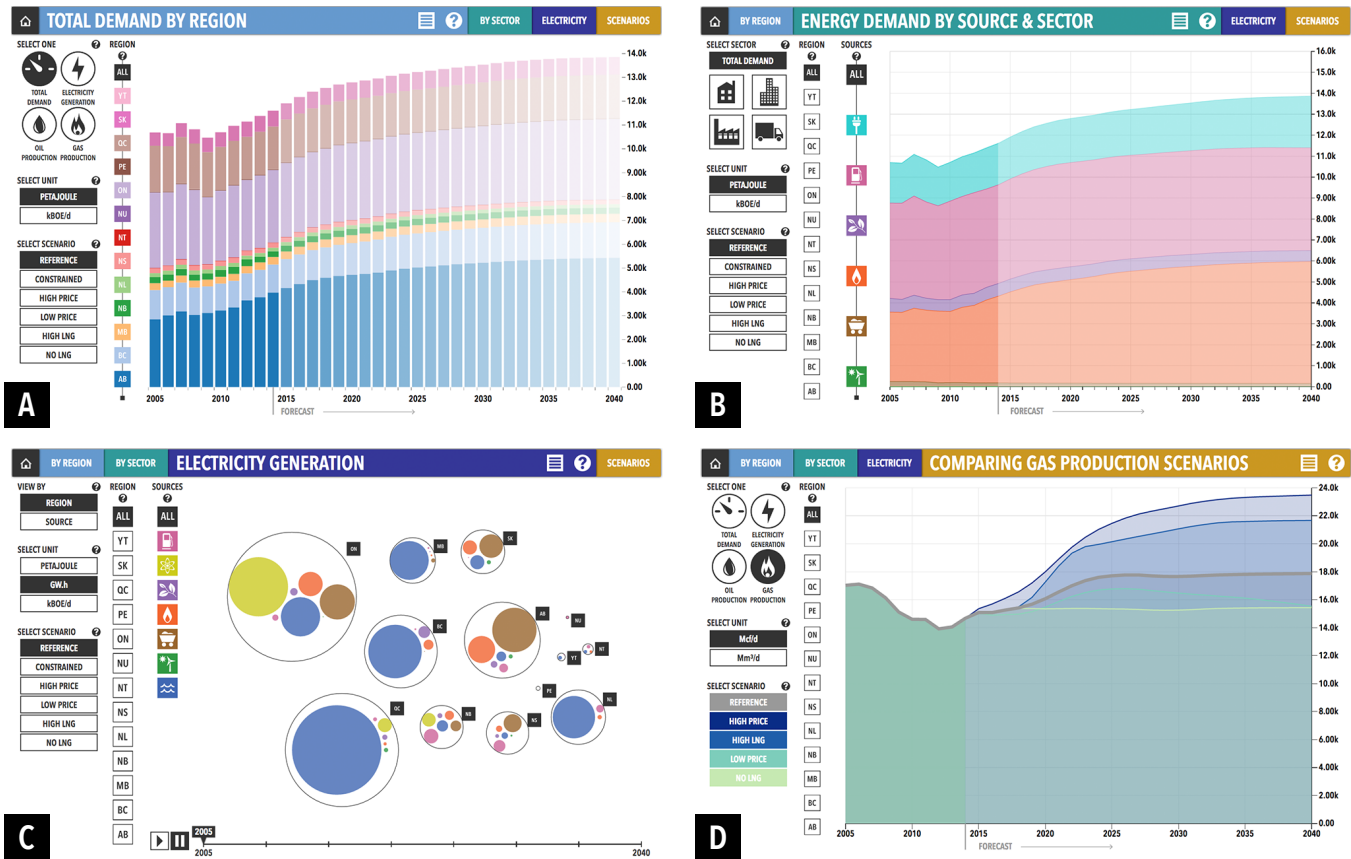 TOTAL DEMAND BY REGION ? BY SECTOR ELECTRICITY SCENARIOS
SELECT ONE ? REGION ?
TOTAL DEMAND
ELECTRICITY GENERATION
OIL PRODUCTION
GAS PRODUCTION
SELECT UNIT ?
PETAJOULE
kBOE/d
SELECT SCENARIO ?
REFERENCE
CONSTRAINED
HIGH PRICE
LOW PRICE
HIGH LNG
NO LNG
ALL
YT
SK
QC
PE
ON
NU
NT
NS
NL
NB
MB
BC
AB
14.0k
13.0k
12.0k
11.0k
10.0k
9.00k
8.00k
7.00k
6.00k
5.00k
4.00k
3.00k
2.00k
1.00k
0.00
2005 2010 2015 2020 2025 2030 2035 2040
FORECAST
A
BY REGION ENERGY DEMAND BY SOURCE & SECTOR ? ELECTRICITY SCENARIOS
SELECT SECTOR ? REGION ? SOURCES
TOTAL DEMAND
SELECT UNIT ?
PETAJOULE
kBOE/d
SELECT SCENARIO ?
REFERENCE
CONSTRAINED
HIGH PRICE
LOW PRICE
HIGH LNG
NO LNG
ALL
YT
SK
QC
PE
ON
NU
NT
NS
NL
NB
MB
BC
AB
ALL
16.0k
15.0k
14.0k
13.0k
12.0k
11.0k
10.0k
9.00k
8.00k
7.00k
6.00k
5.00k
4.00k
3.00k
2.00k
1.00k
0.00
2005 2010 2015 2020 2025 2030 2035 2040
FORECAST
B
BY REGION BY SECTOR ELECTRICITY GENERATION ? SCENARIOS
VIEW BY ? REGION ? SOURCES ?
REGION
SOURCE
SELECT UNIT ?
PETAJOULE
GW.h
kBOE/d
SELECT SCENARIO ?
REFERENCE
CONSTRAINED
HIGH PRICE
LOW PRICE
HIGH LNG
NO LNG
ALL
YT
SK
QC
PE
ON
NU
NT
NS
NL
NB
MB
BC
AB
ALL
ON
MB
SK
BC
AB
NU
NT
YT
PE
QC
NB
NS
NL
2005
2005 2040
C
BY REGION BY SECTOR ELECTRICITY COMPARING GAS PRODUCTION SCENARIOS ?
SELECT ONE ? REGION ?
TOTAL DEMAND
ELECTRICITY GENERATION
OIL PRODUCTION
GAS PRODUCTION
SELECT UNIT ?
Mcf/d
Mm³/d
SELECT SCENARIO ?
REFERENCE
HIGH PRICE
HIGH LNG
LOW PRICE
NO LNG
ALL
YT
SK
QC
PE
ON
NU
NT
NS
NL
NB
MB
BC
AB
24.0k
22.0k
20.0k
18.0k
16.0k
14.0k
12.0k
10.0k
8.00k
6.00k
4.00k
2.00k
0.00
2005 2010 2015 2020 2025 2030 2035 2040
FORECAST
D